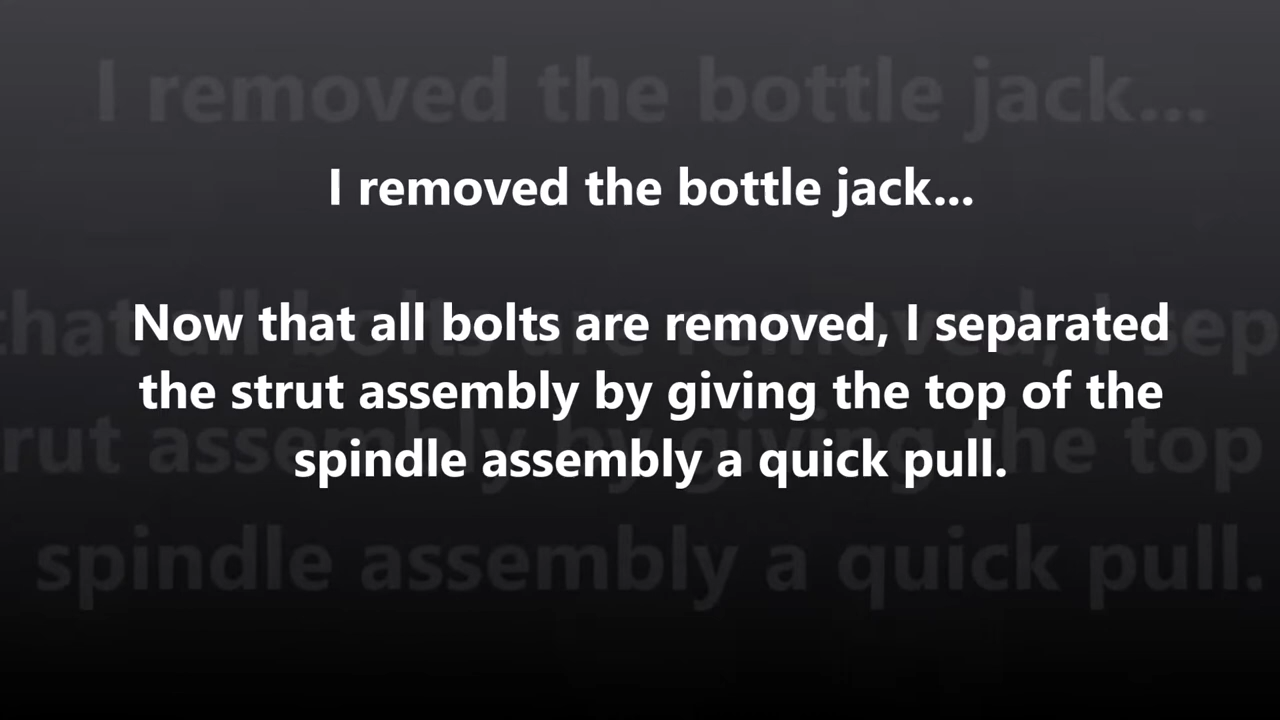 I removed the bottle jack...
Now that all bolts are removed, I separated
the strut assembly by giving the top of the
spindle assembly a quick pull.